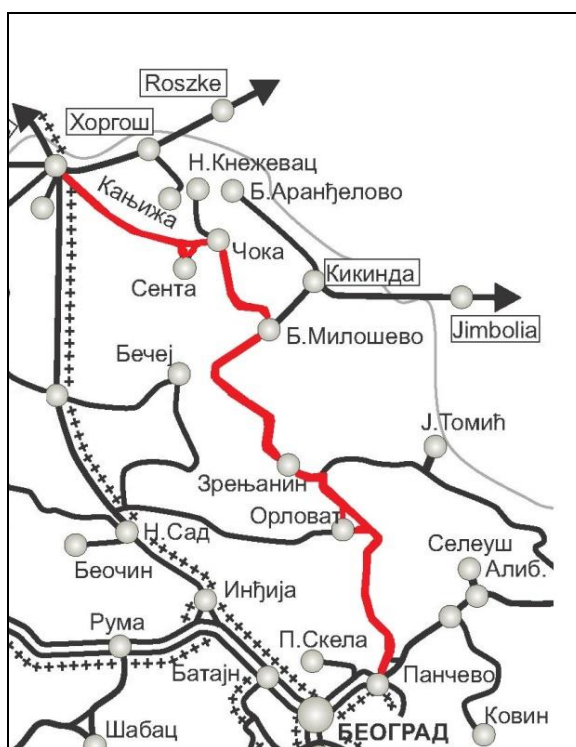 Roszke
Хоргош
Н.Кнежевац
Б.Аранђелово
Кањижа
Чока
Сента
Кикинда
Jimbolia
Б.Милошево
Бечеј
Ј.Томић
Зрењанин
Орловат
Н.Сад
Беочин
Селеуш
Алиб.
Инђија
Рума
П.Скела
Панчево
Батајн
БЕОГРАД
Ковин
Шабац